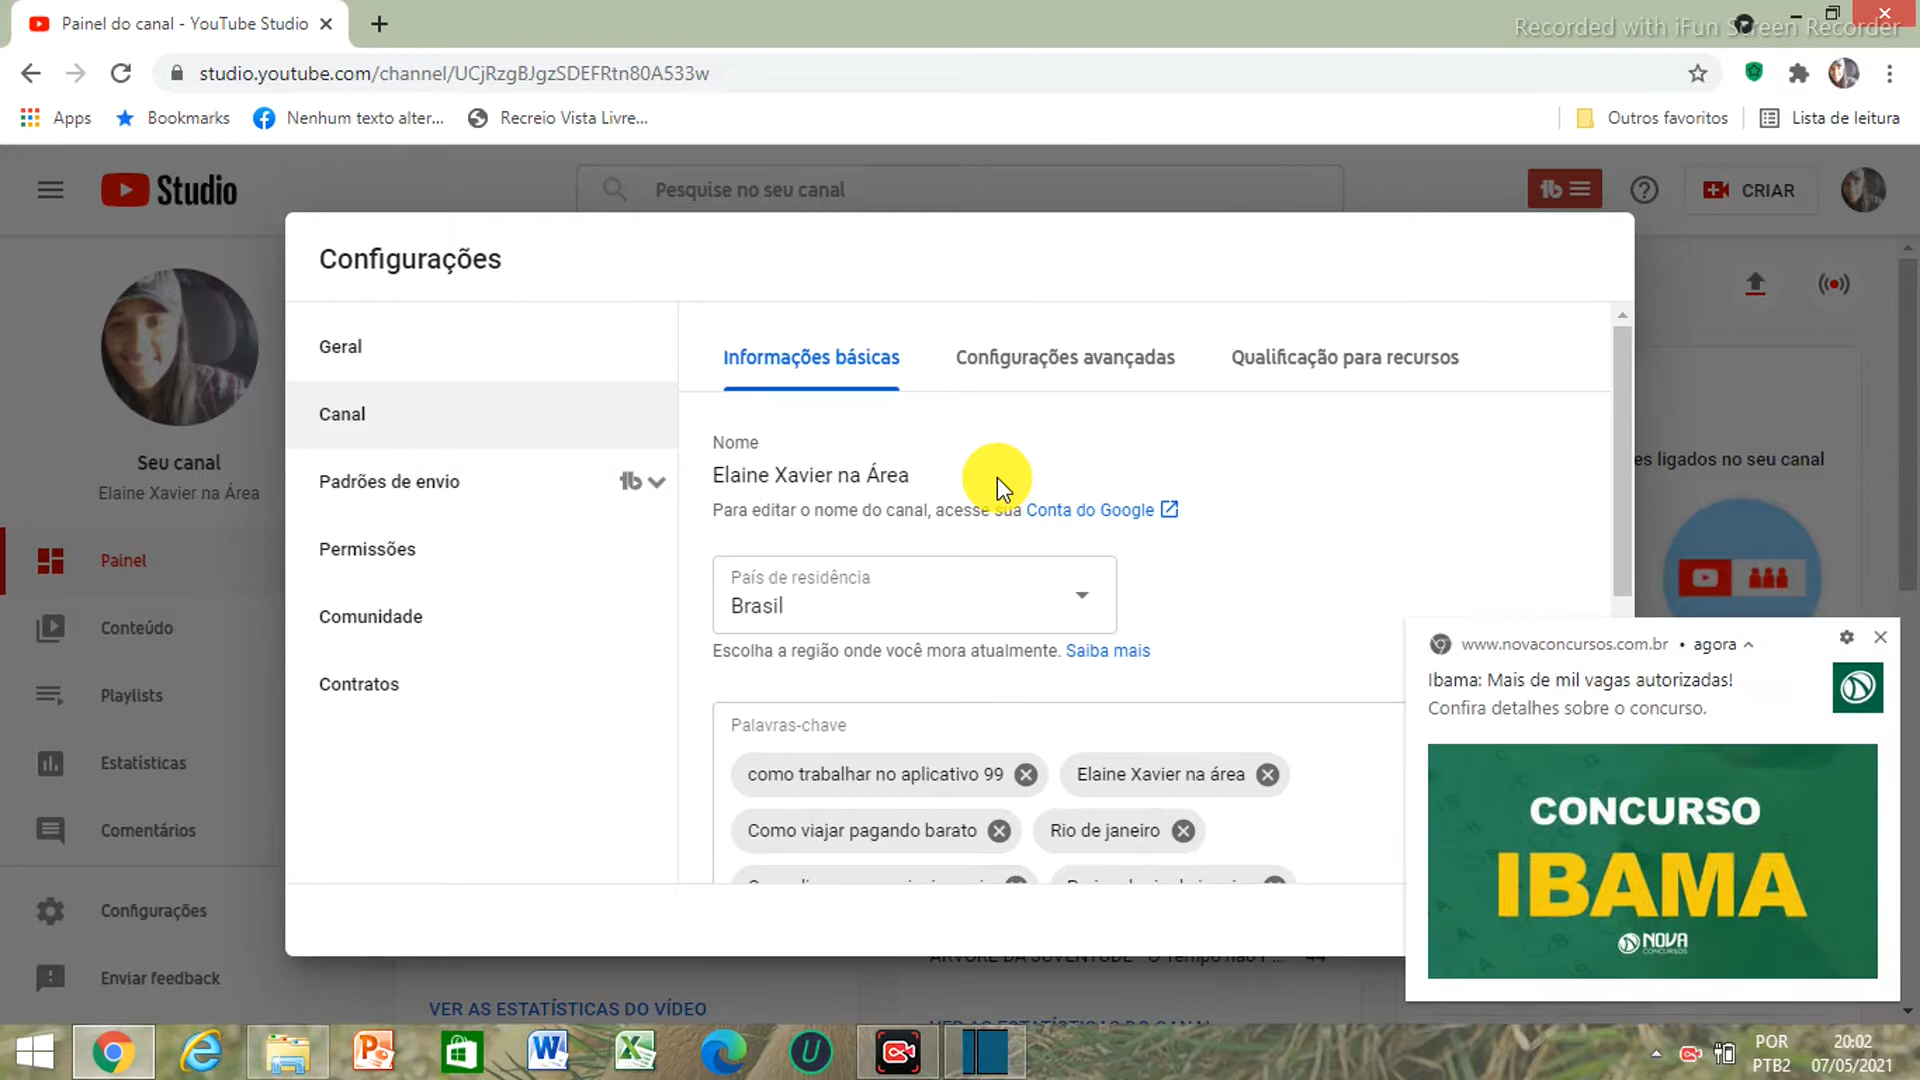 Painel do canal - YouTube Studio
Recorded with iFun Screen Recorder
studio.youtube.com/channel/UCjRzgBJgzSDEFRtn80A533w
Apps
Bookmarks
Nenhum texto alter...
Recreio Vista Livre...
Outros favoritos
Lista de leitura
Studio
Pesquise no seu canal
CRIAR
Configurações
Geral
Canal
Padrões de envio
Permissões
Comunidade
Contratos
Informações básicas
Configurações avançadas
Qualificação para recursos
Nome
Elaine Xavier na Área
Para editar o nome do canal, acesse sua Conta do Google
País de residência
Brasil
Escolha a região onde você mora atualmente. Saiba mais
Palavras-chave
como trabalhar no aplicativo 99
Elaine Xavier na área
Como viajar pagando barato
Rio de janeiro
Seu canal
Elaine Xavier na Área
Painel
Conteúdo
Playlists
Estatísticas
Comentários
Configurações
Enviar feedback
es ligados no seu canal
www.novaconcursos.com.br • agora
Ibama: Mais de mil vagas autorizadas!
Confira detalhes sobre o concurso.
CONCURSO
IBAMA
NOVA
CONCURSOS
VER AS ESTATÍSTICAS DO VÍDEO
POR
PTB2
20:02
07/05/2021